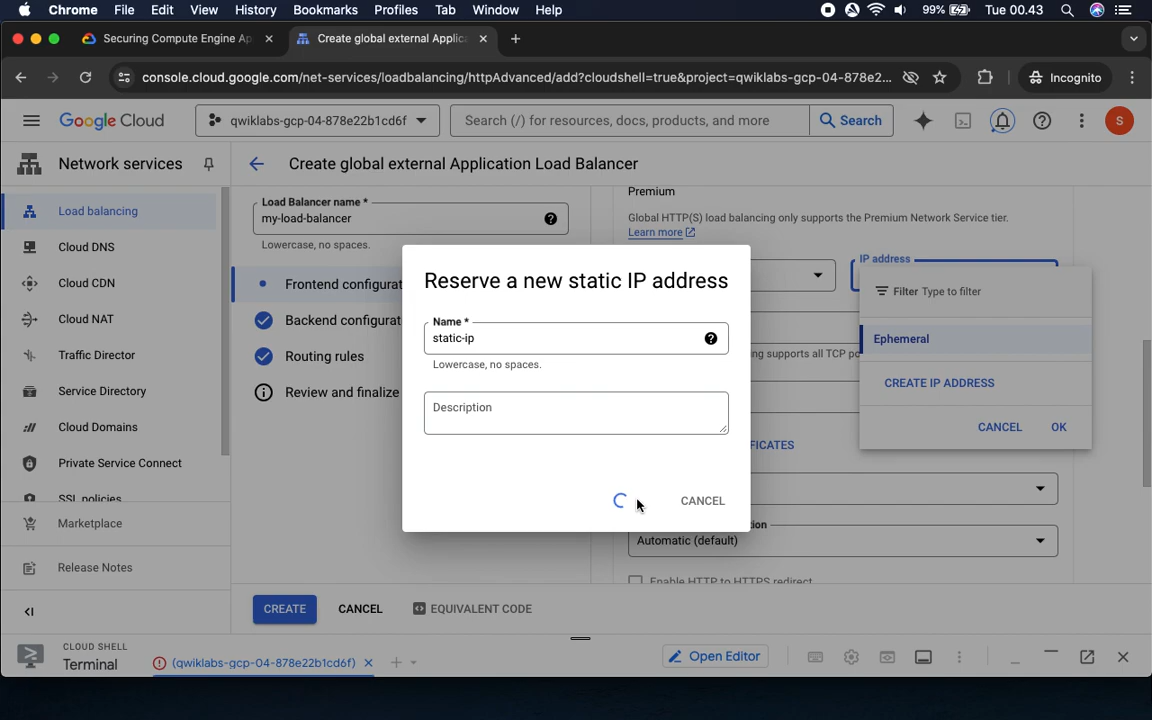 Chrome File Edit View History Bookmarks Profiles Tab Window Help 99% Tue 00.43
Securing Compute Engine Ap
Create global external Applica
console.cloud.google.com/net-services/loadbalancing/httpAdvanced/add?cloudshell=true&project=qwiklabs-gcp-04-878e2...
Incognito
Google Cloud
qwiklabs-gcp-04-878e22b1cd6f
Search (/) for resources, docs, products, and more
Search
S
Network services
Create global external Application Load Balancer
Load balancing
Cloud DNS
Cloud CDN
Cloud NAT
Traffic Director
Service Directory
Cloud Domains
Private Service Connect
SSL policies
Marketplace
Release Notes
Load Balancer name *
my-load-balancer
Lowercase, no spaces.
Frontend configurat
Backend configurat
Routing rules
Review and finalize
Premium
Global HTTP(S) load balancing only supports the Premium Network Service tier.
Learn more
IP address
Filter Type to filter
Ephemeral
CREATE IP ADDRESS
CANCEL OK
ng supports all TCP po
ICATES
ion
Automatic (default)
Enable HTTP to HTTPS redirect
Reserve a new static IP address
Name *
static-ip
Lowercase, no spaces.
Description
CANCEL
CREATE CANCEL EQUIVALENT CODE
CLOUD SHELL
Terminal
(qwiklabs-gcp-04-878e22b1cd6f)
Open Editor